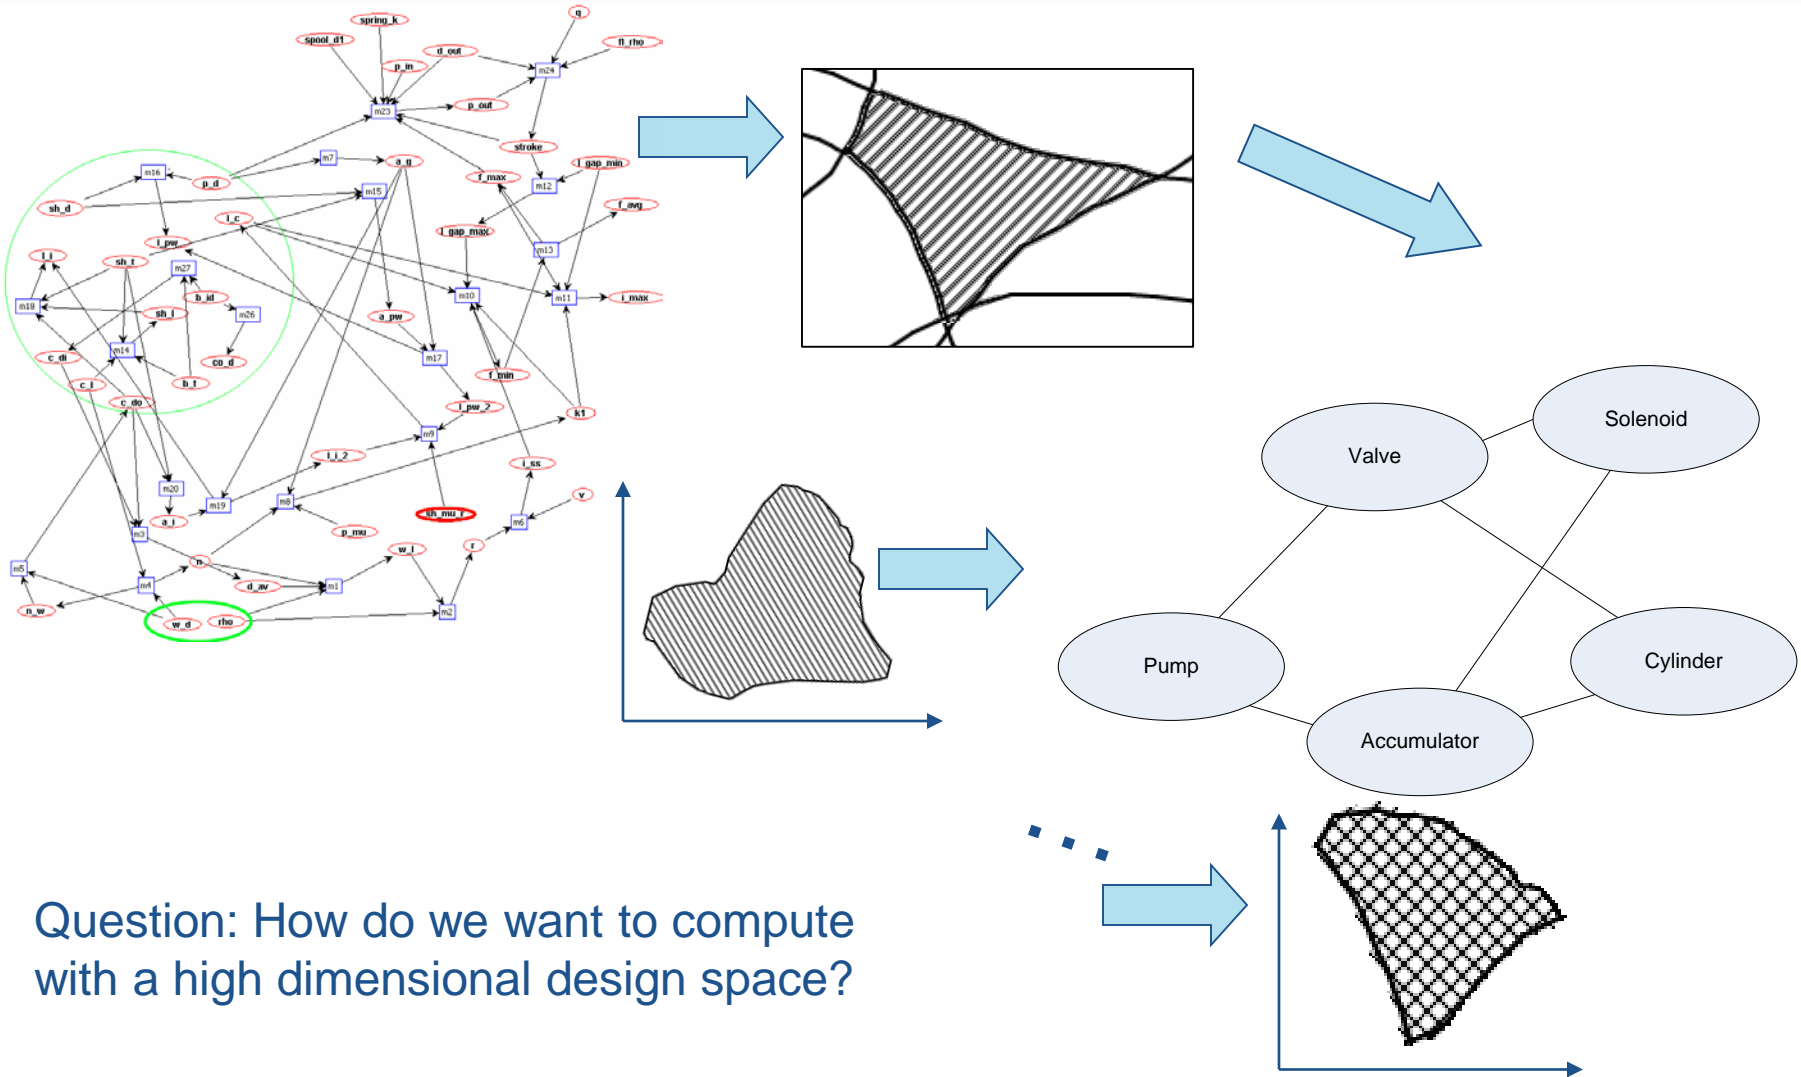 spring_k
q
spool_d1
d_out
fl_rho
p_in
m24
p_out
m23
stroke
m7
a_g
l_gap_min
m16
p_d
f_max
m12
m15
sh_d
f_avg
l_c
l_gap_max
i_pw
m13
l_i
sh_t
m27
b_id
m10
m11
i_max
m18
sh_l
m26
a_pw
m14
c_di
co_d
m17
c_l
b_t
f_min
c_do
l_pw_2
k1
m9
l_i_2
i_ss
m20
m19
m8
v
sh_mu_r
a_i
m6
m3
p_mu
r
w_l
n
m5
m4
d_av
m1
n_w
m2
w_d
rho
Solenoid
Valve
Pump
Cylinder
Accumulator
Question: How do we want to compute
with a high dimensional design space?